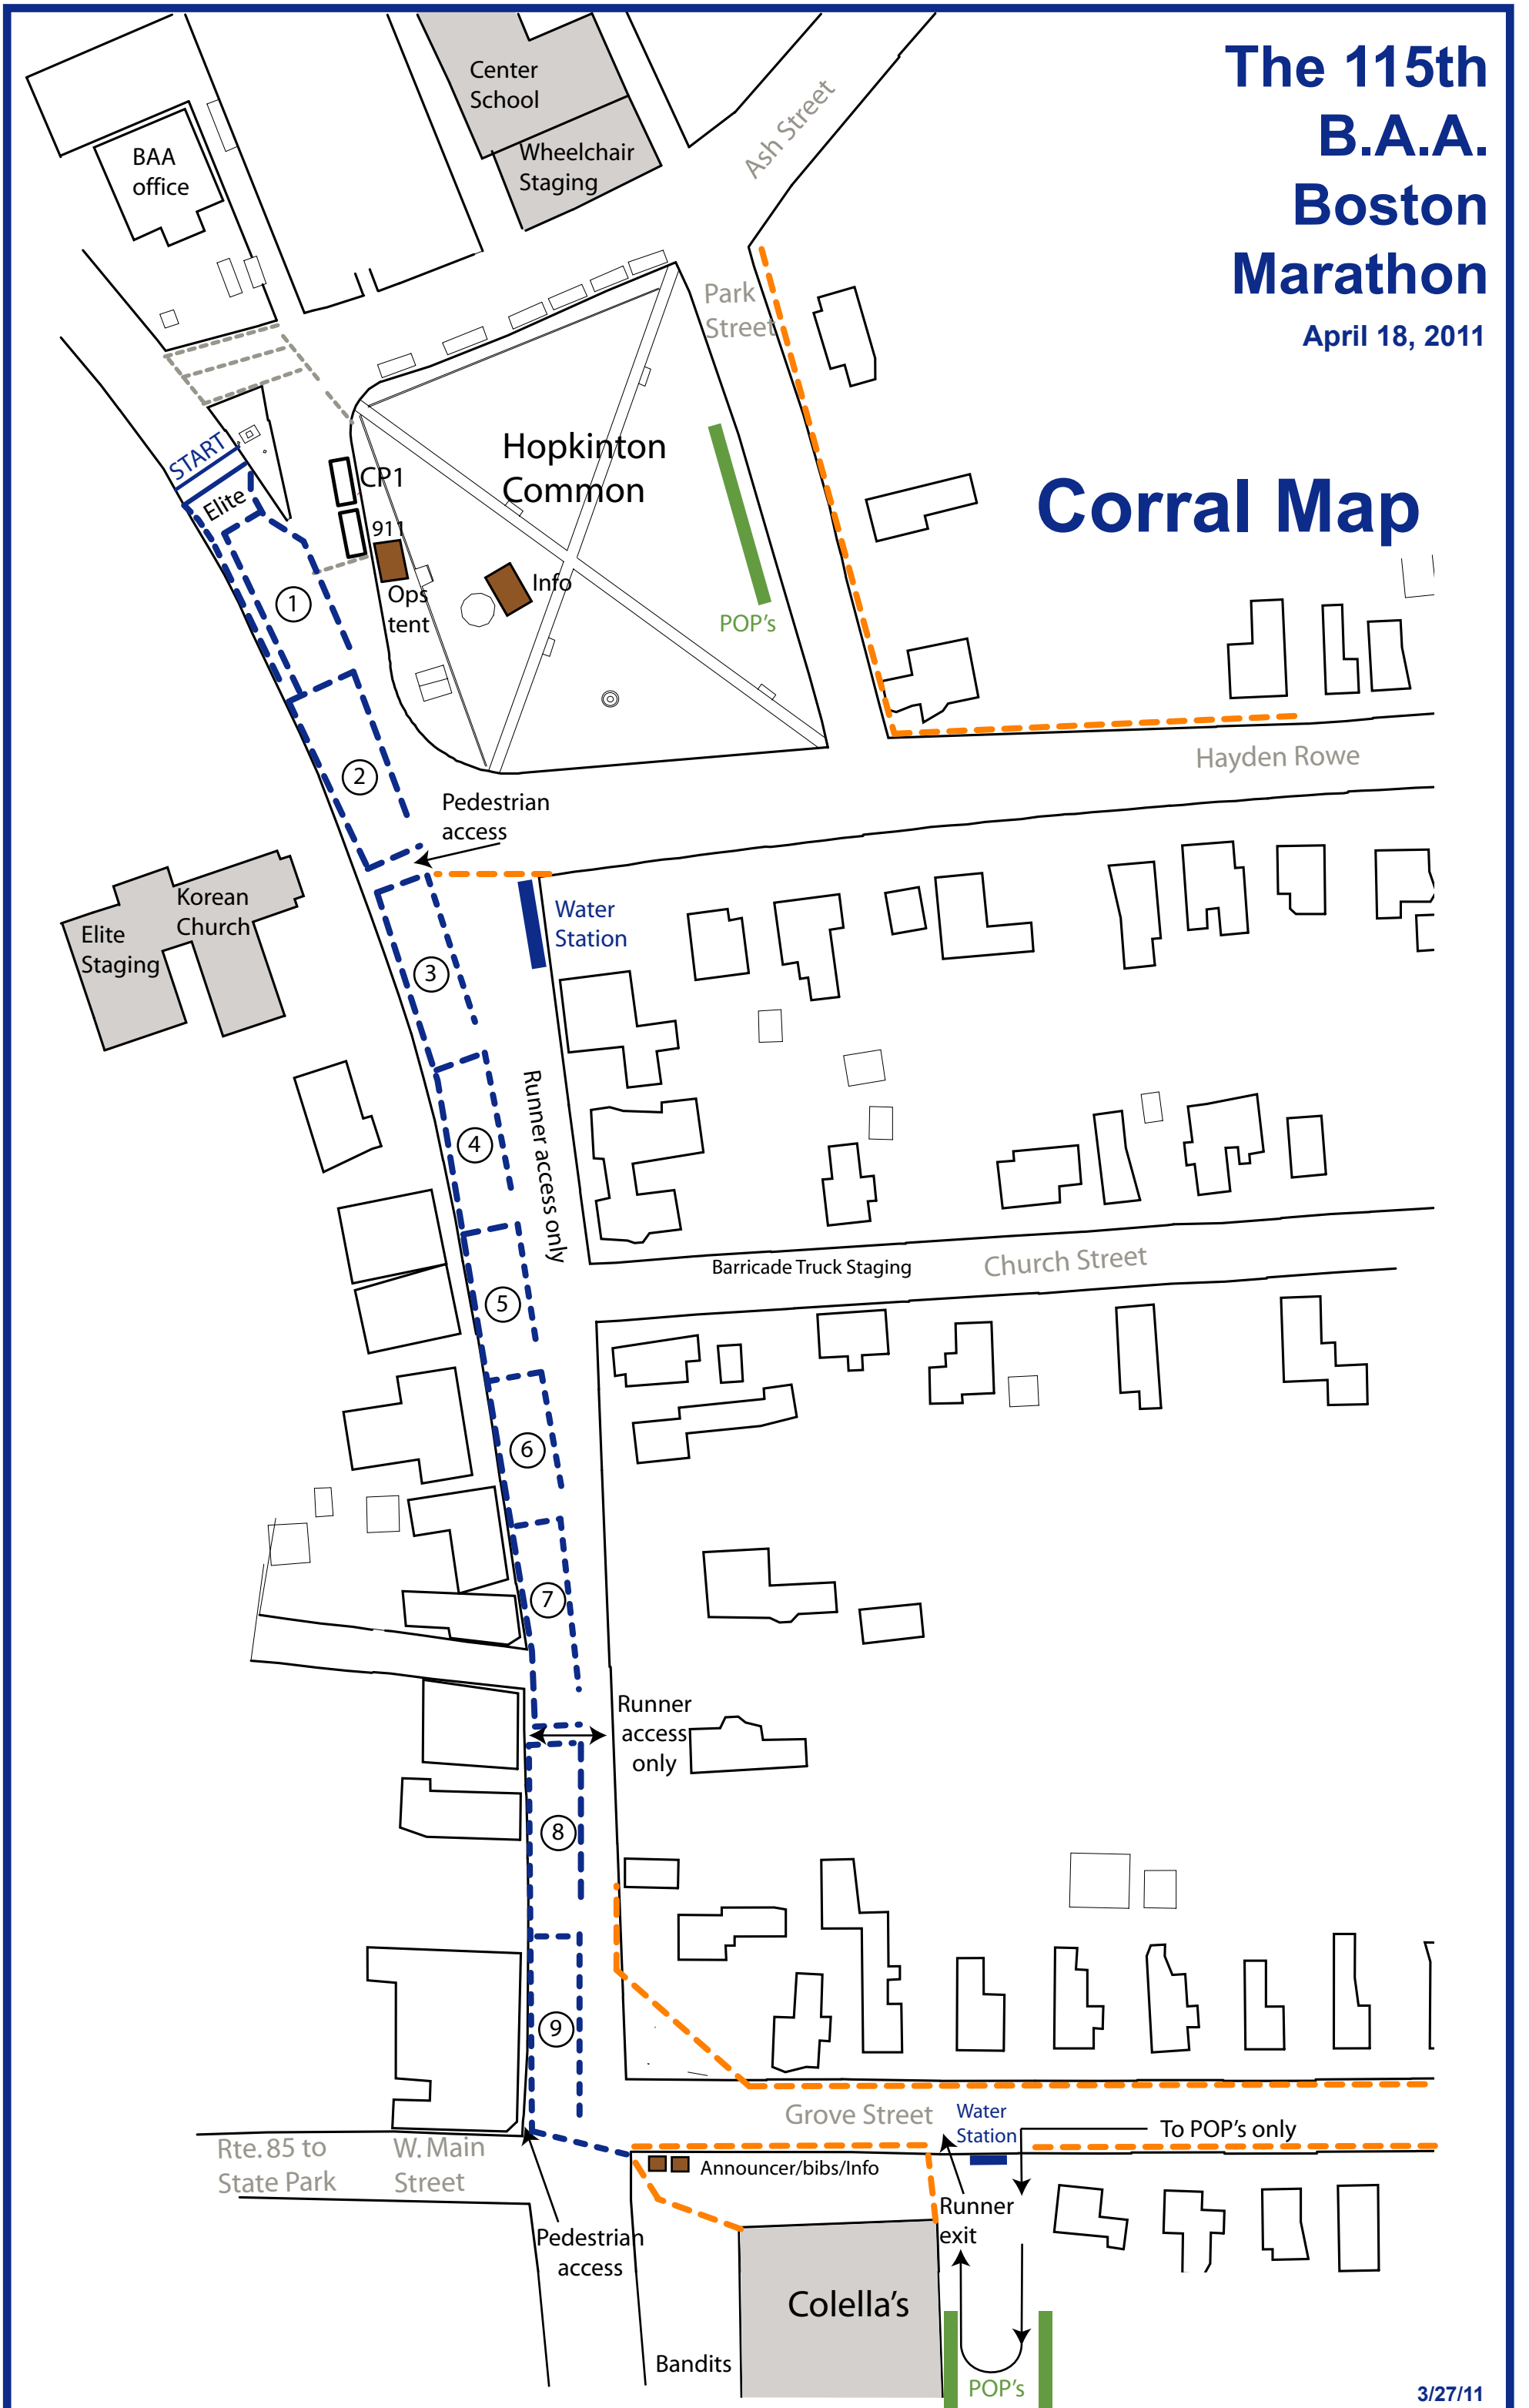 The 115th
B.A.A.
Boston
Marathon
April 18, 2011
Corral Map
Center
School
Wheelchair
Staging
BAA
office
Ash Street
Park
Street
START
Elite
CP1
911
Ops
tent
Info
Hopkinton
Common
POP's
1
2
Hayden Rowe
Pedestrian
access
Korean
Church
Elite
Staging
Water
Station
3
4
Runner access only
Barricade Truck Staging
Church Street
5
6
7
Runner
access
only
8
9
Grove Street
Water
Station
To POP's only
Rte. 85 to
State Park
W. Main
Street
Announcer/bibs/Info
Runner
exit
Pedestrian
access
Colella's
Bandits
POP's
3/27/11